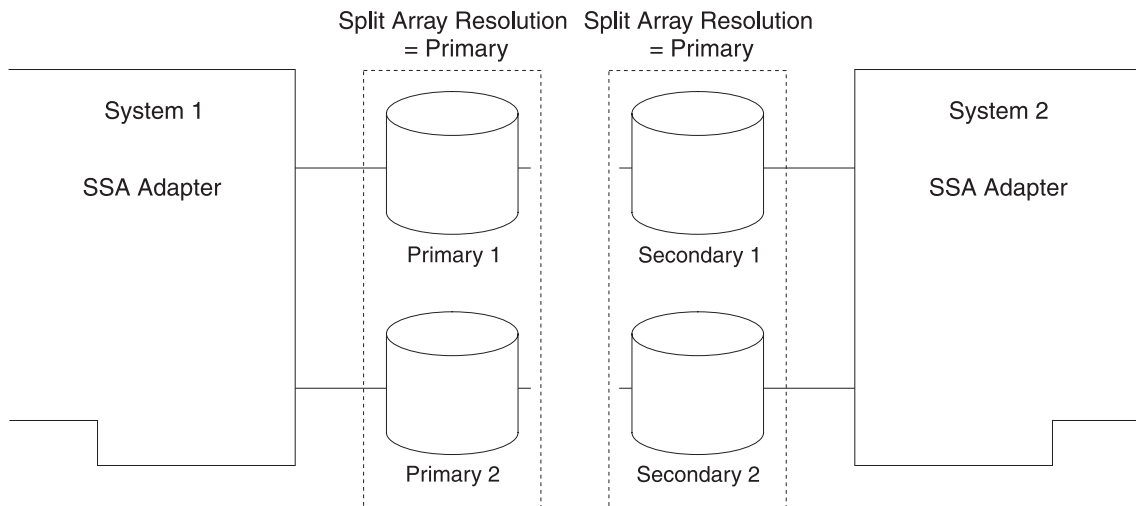 Split Array Resolution
= Primary
Split Array Resolution
= Primary
System 1
SSA Adapter
System 2
SSA Adapter
Primary 1
Secondary 1
Primary 2
Secondary 2